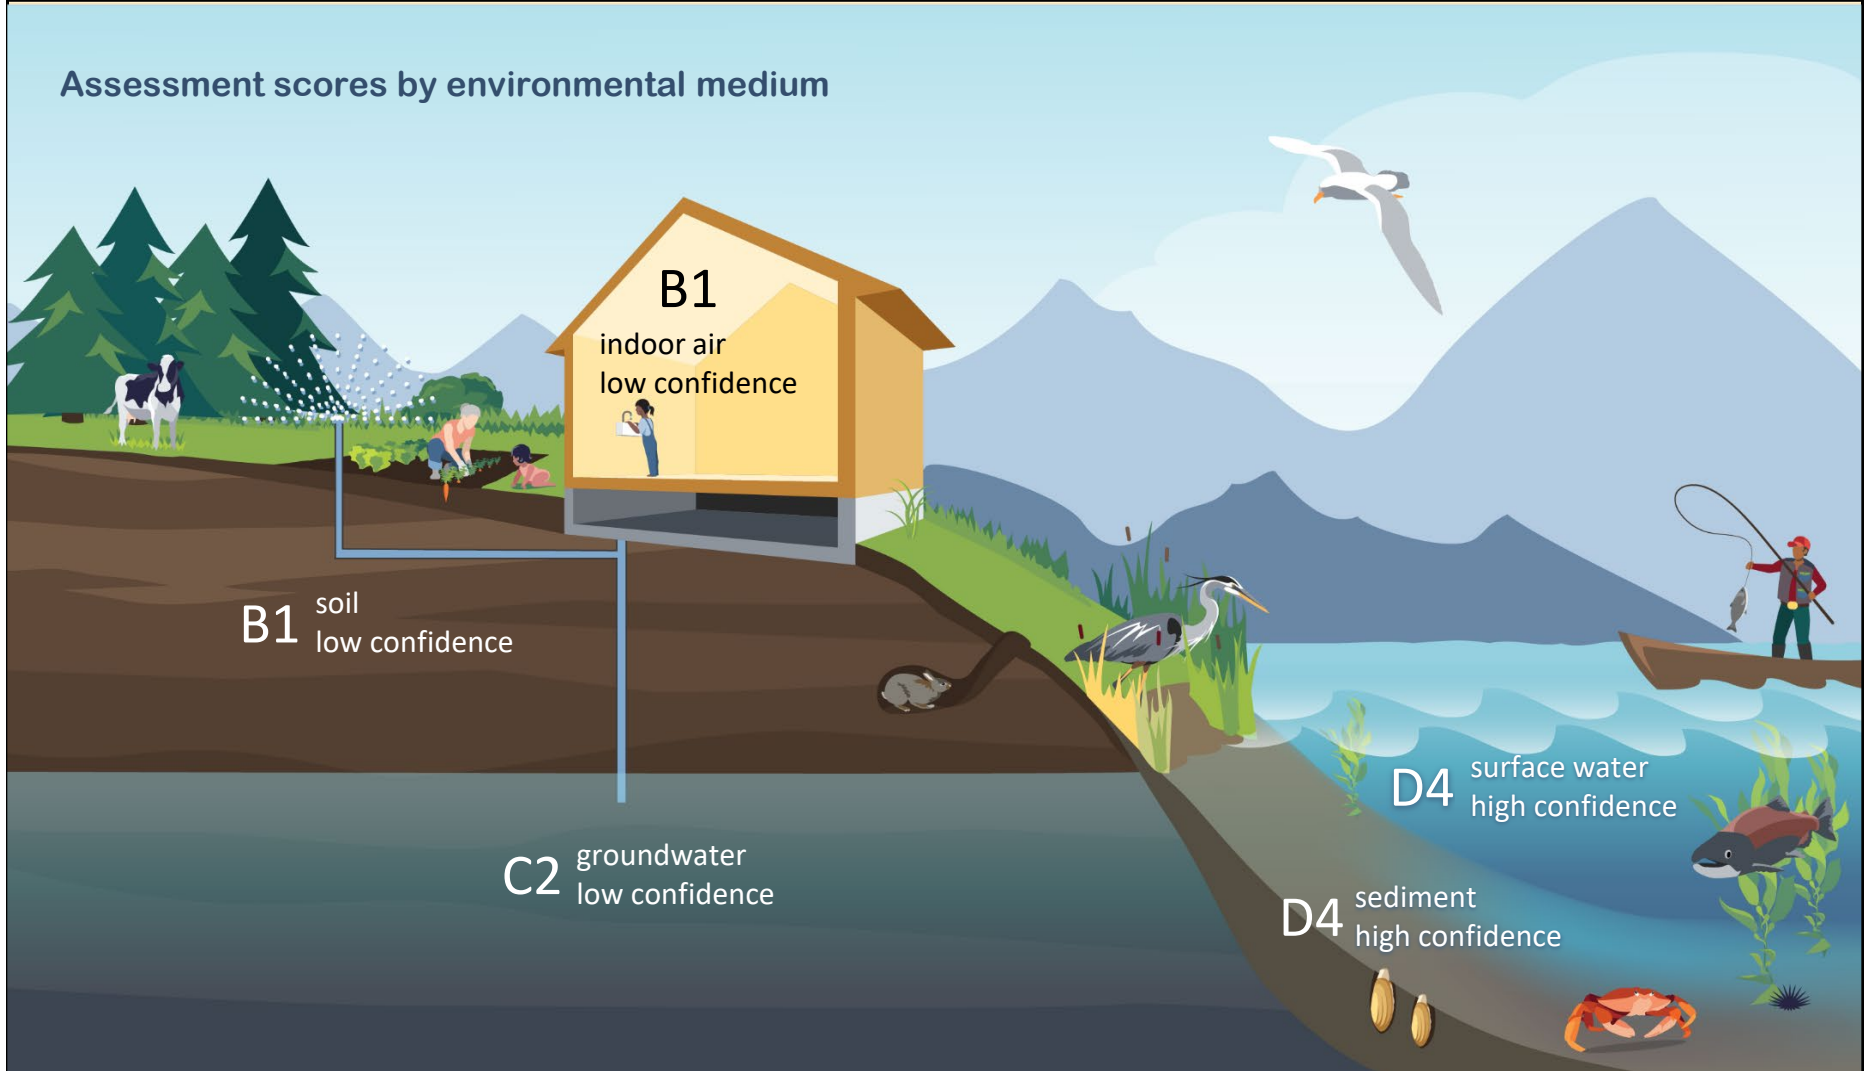 Assessment scores by environmental medium
B1
indoor air
low confidence
B1
soil
low confidence
D4
surface water
high confidence
C2
groundwater
low confidence
D4
sediment
high confidence